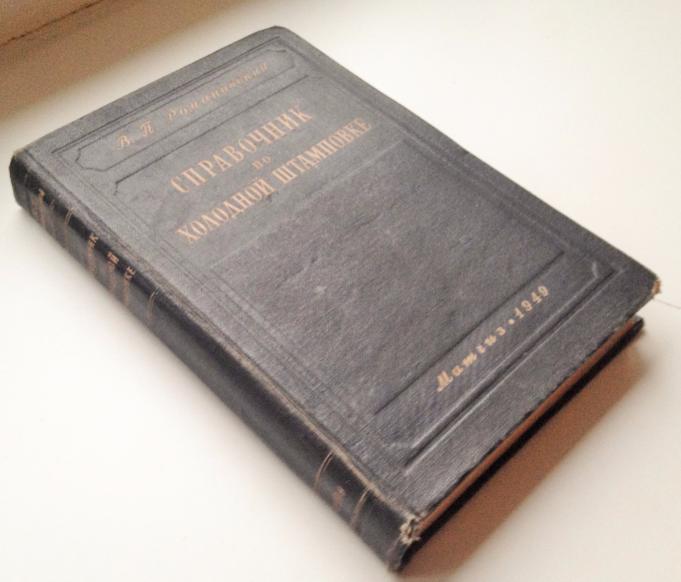 В. П. Романовский
СПРАВОЧНИК
ПО
ХОЛОДНОЙ ШТАМПОВКЕ
Машгиз • 1949